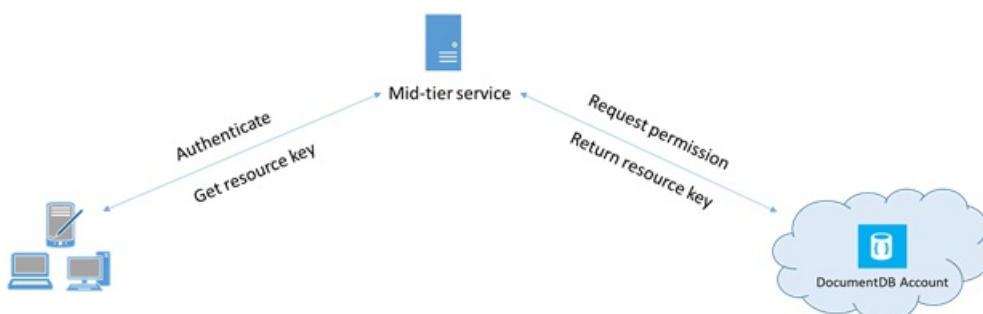 Mid-tier service
Authenticate
Get resource key
Request permission
Return resource key
DocumentDB Account